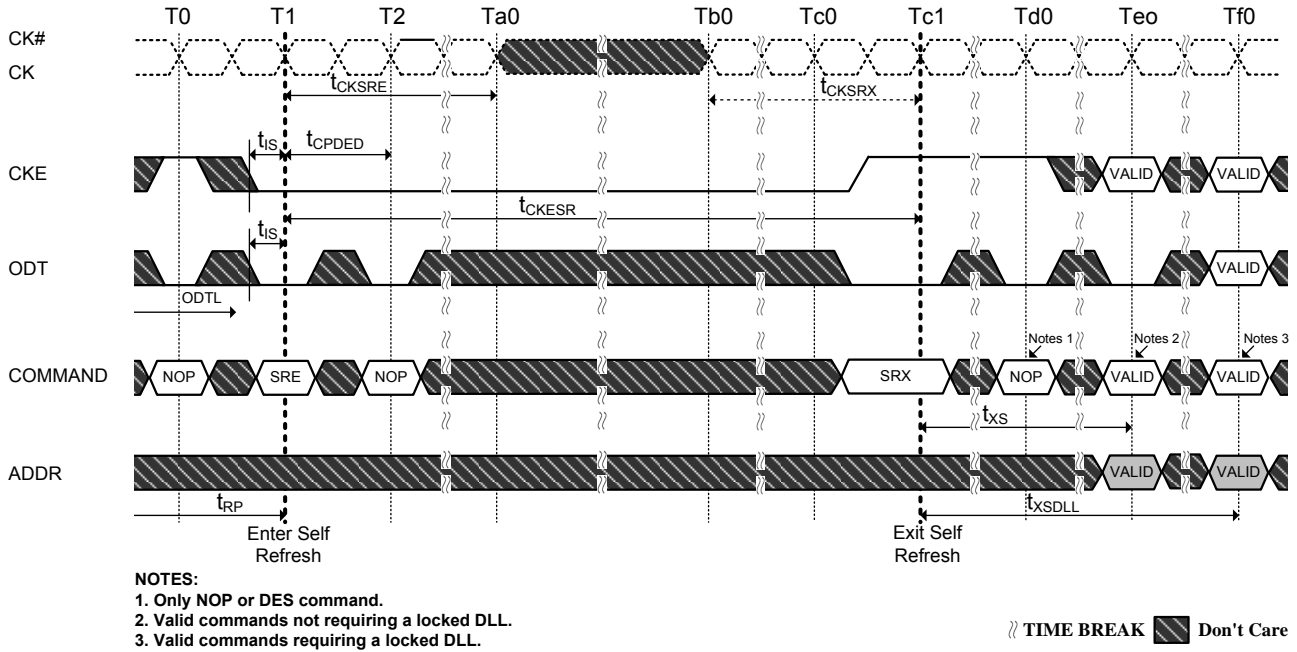 T0 T1 T2 Ta0 Tb0 Tc0 Tc1 Td0 Teo Tf0
CK#
CK
tCKSRE
tCKSRX
tIS
tCPDED
CKE
VALID VALID
tCKESR
tIS
ODT
VALID
ODTL
Notes 1 Notes 2 Notes 3
COMMAND NOP SRE NOP SRX NOP VALID VALID
tXS
ADDR VALID VALID
tRP
tXSDLL
Enter Self
Refresh
Exit Self
Refresh
NOTES:
1. Only NOP or DES command.
2. Valid commands not requiring a locked DLL.
3. Valid commands requiring a locked DLL.
TIME BREAK Don't Care